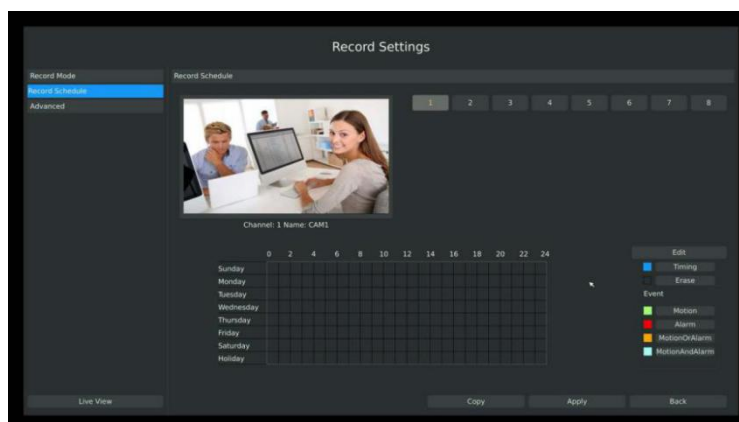 Record Settings
Record Mode
Record Schedule
Advanced
Record Schedule
1 2 3 4 5 6 7 8
Channel: 1 Name: CAM1
0 2 4 6 8 10 12 14 16 18 20 22 24
Sunday
Monday
Tuesday
Wednesday
Thursday
Friday
Saturday
Holiday
Edit
Timing
Erase
Event
Motion
Alarm
MotionOrAlarm
MotionAndAlarm
Live View
Copy
Apply
Back